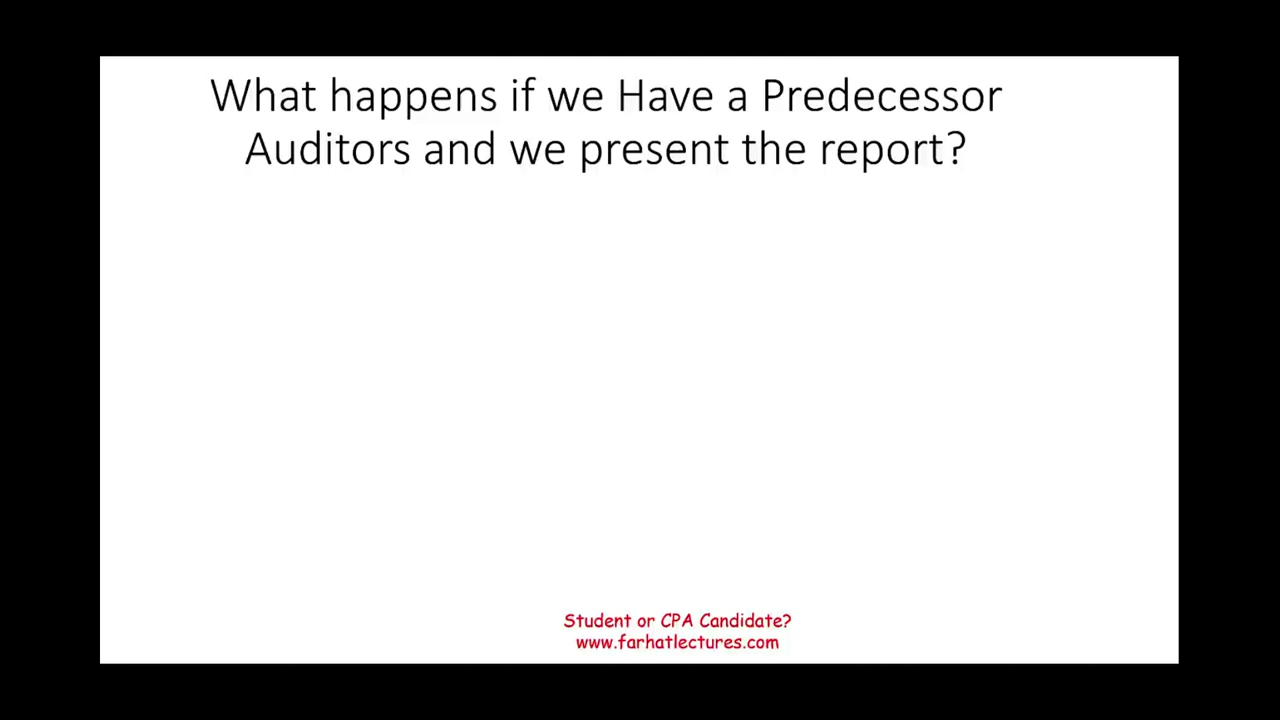 What happens if we Have a Predecessor
Auditors and we present the report?
Student or CPA Candidate?
www.farhatlectures.com